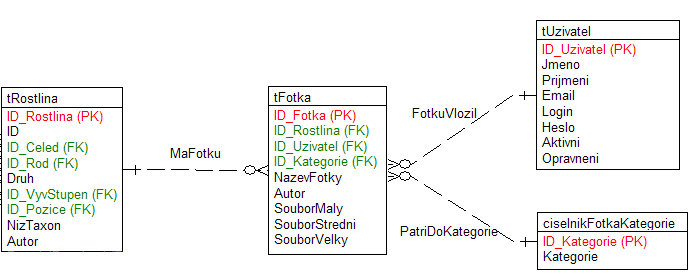 tRostlina
ID_Rostlina (PK)
ID
ID_Celed (FK)
ID_Rod (FK)
Druh
ID_VyvStupen (FK)
ID_Pozice (FK)
NizTaxon
Autor
MaFotku
tFotka
ID_Fotka (PK)
ID_Rostlina (FK)
ID_Uzivatel (FK)
ID_Kategorie (FK)
NazevFotky
Autor
SouborMaly
SouborStredni
SouborVelky
FotkuVlozil
PatriDoKategorie
tUzivatel
ID_Uzivatel (PK)
Jmeno
Prijmeni
Email
Login
Heslo
Aktivni
Opravneni
ciselnikFotkaKategorie
ID_Kategorie (PK)
Kategorie